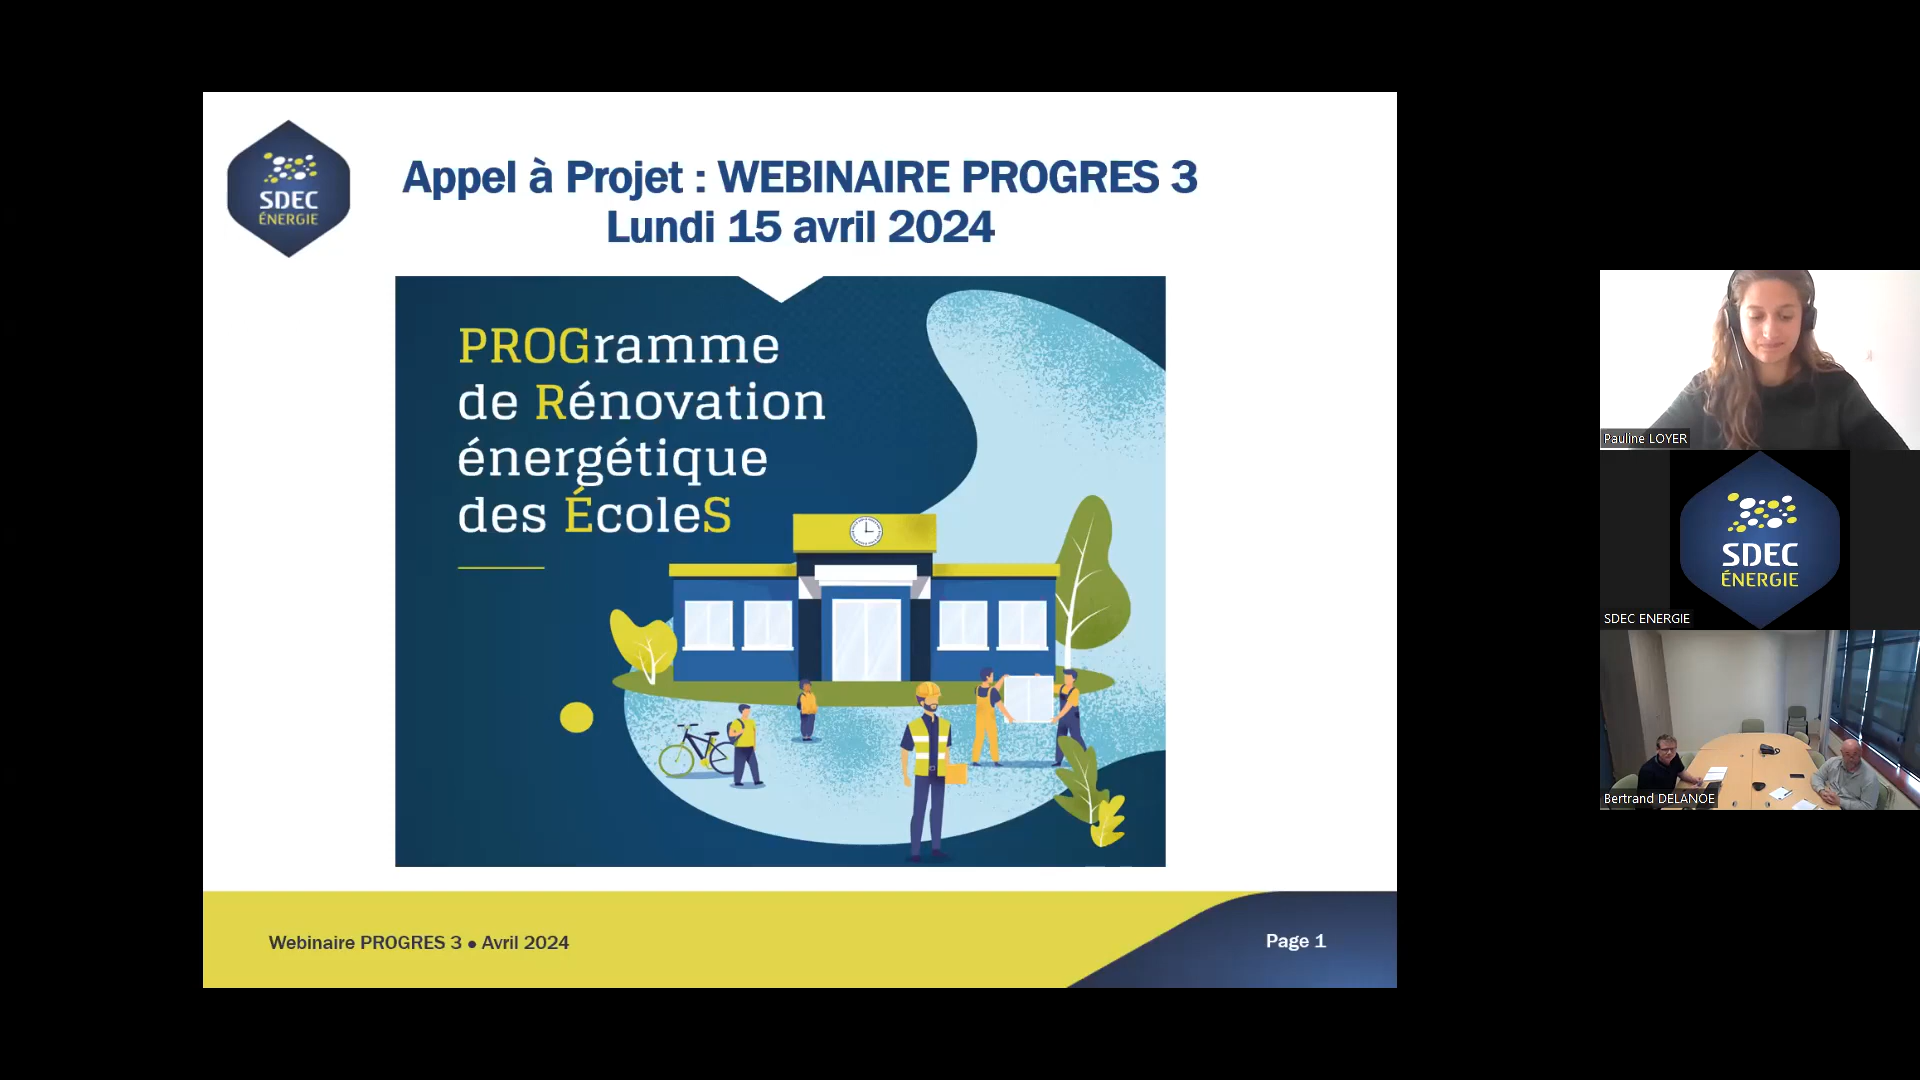 SDEC
ÉNERGIE
Appel à Projet : WEBINAIRE PROGRES 3
Lundi 15 avril 2024
PROGramme
de Rénovation
énergétique
des ÉcoleS
Webinaire PROGRES 3 • Avril 2024
Page 1
Pauline LOYER
SDEC
ÉNERGIE
SDEC ENERGIE
Bertrand DELANOE